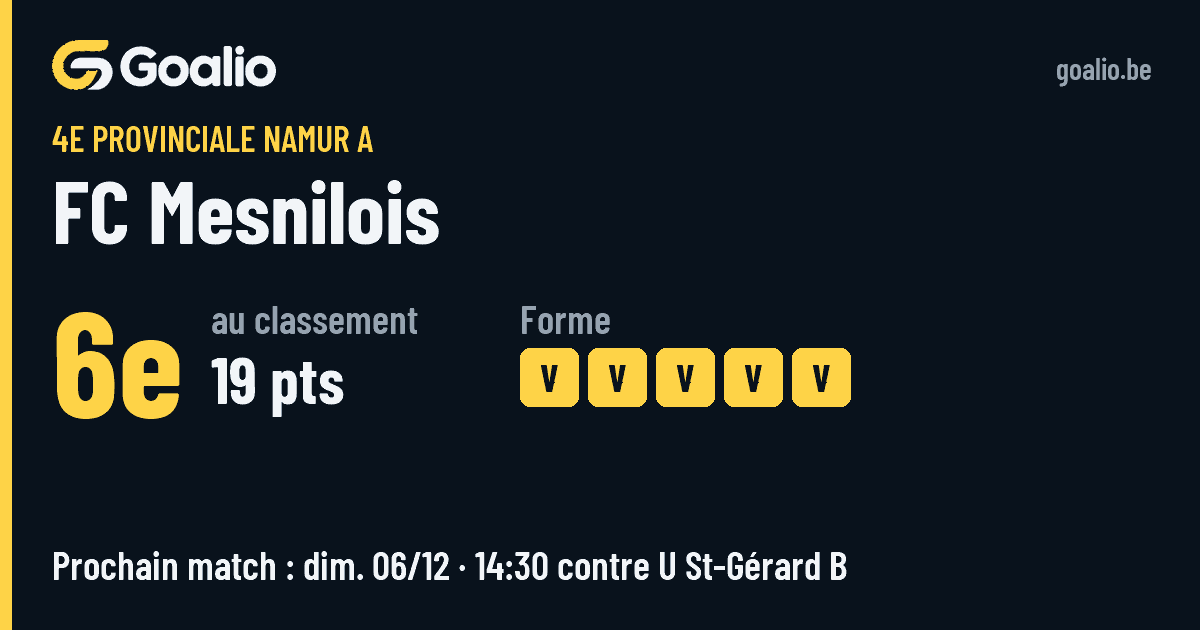 Goalio
goalio.be
4E PROVINCIALE NAMUR A
FC Mesnilois
6e
au classement
19 pts
Forme
V V V V V
Prochain match : dim. 06/12 · 14:30 contre U St-Gérard B